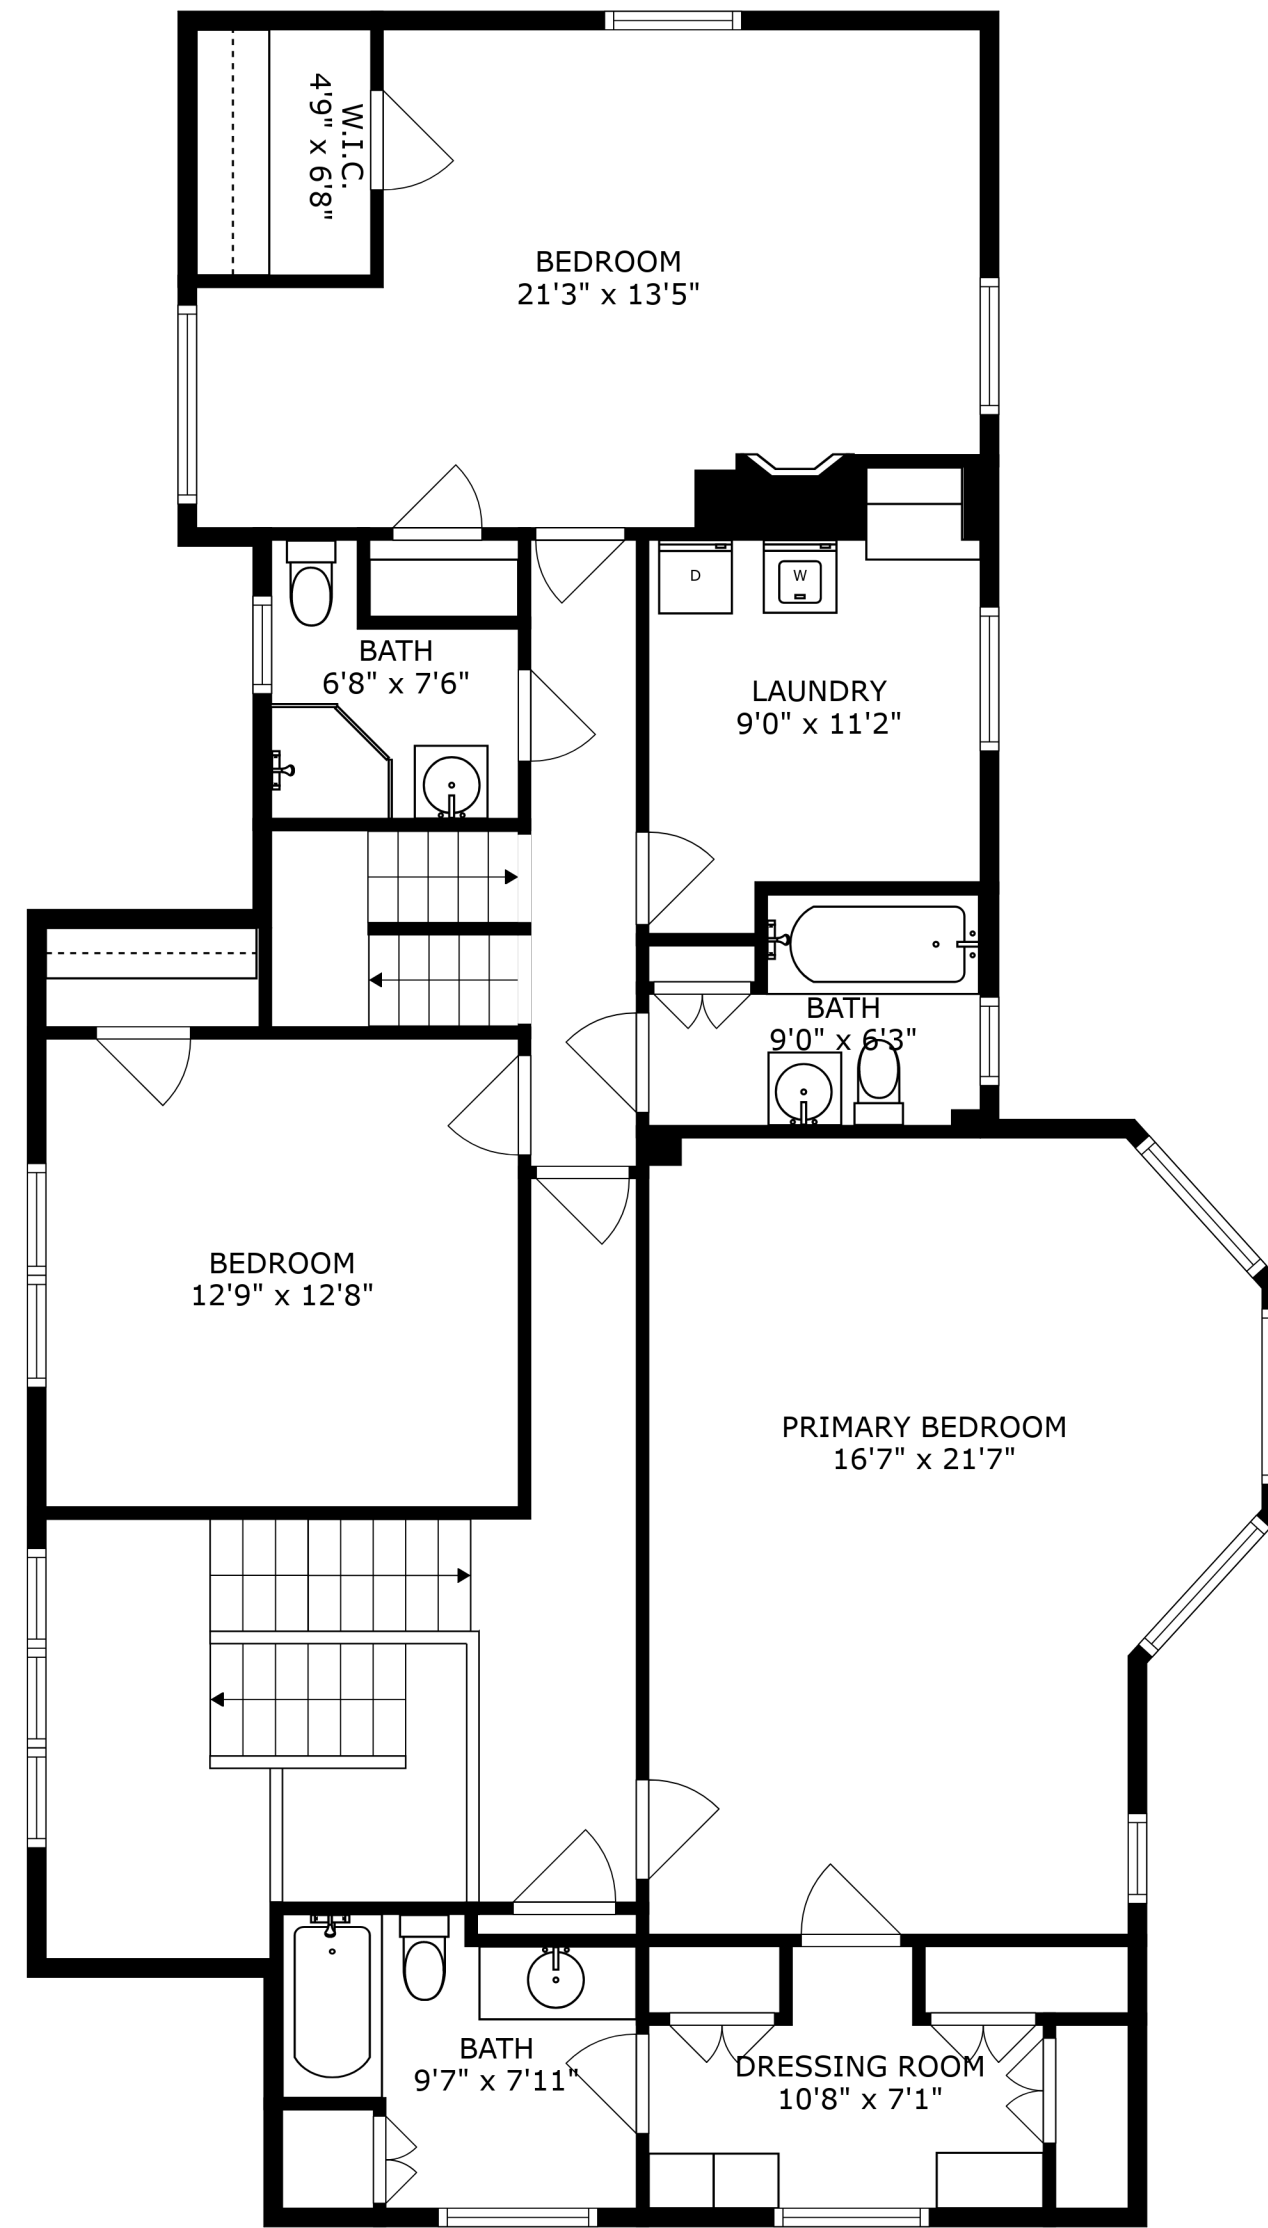 W.I.C.
4'9" x 6'8"
BEDROOM
21'3" x 13'5"
D
W
BATH
6'8" x 7'6"
LAUNDRY
9'0" x 11'2"
BATH
9'0" x 6'3"
BEDROOM
12'9" x 12'8"
PRIMARY BEDROOM
16'7" x 21'7"
BATH
9'7" x 7'11"
DRESSING ROOM
10'8" x 7'1"